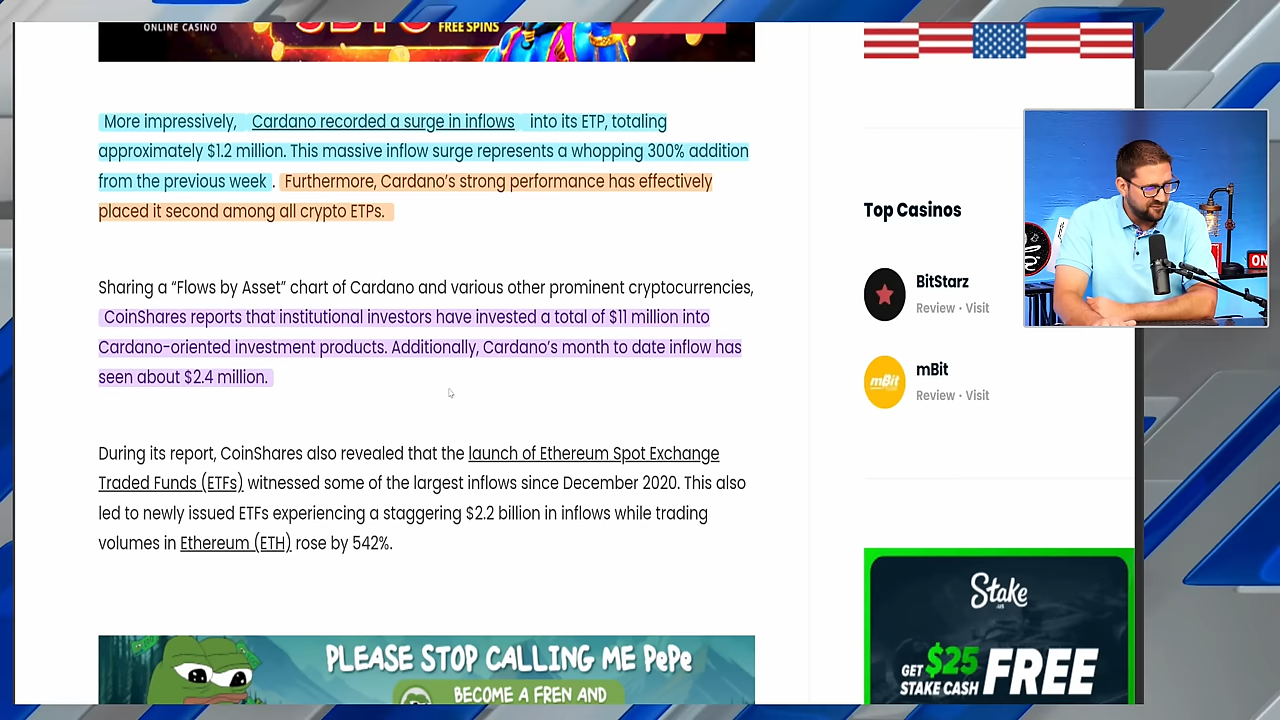 ONLINE CASINO
FREE SPINS
More impressively, Cardano recorded a surge in inflows into its ETP, totaling
approximately $1.2 million. This massive inflow surge represents a whopping 300% addition
from the previous week . Furthermore, Cardano’s strong performance has effectively
placed it second among all crypto ETPs.
Sharing a “Flows by Asset” chart of Cardano and various other prominent cryptocurrencies,
CoinShares reports that institutional investors have invested a total of $11 million into
Cardano-oriented investment products. Additionally, Cardano’s month to date inflow has
seen about $2.4 million.
During its report, CoinShares also revealed that the launch of Ethereum Spot Exchange
Traded Funds (ETFs) witnessed some of the largest inflows since December 2020. This also
led to newly issued ETFs experiencing a staggering $2.2 billion in inflows while trading
volumes in Ethereum (ETH) rose by 542%.
PLEASE STOP CALLING ME PePe
BECOME A FREN AND
Top Casinos
BitStarz
Review · Visit
mBit
mBit
Review · Visit
ON
Stake
.US
GET $25
STAKE CASH FREE